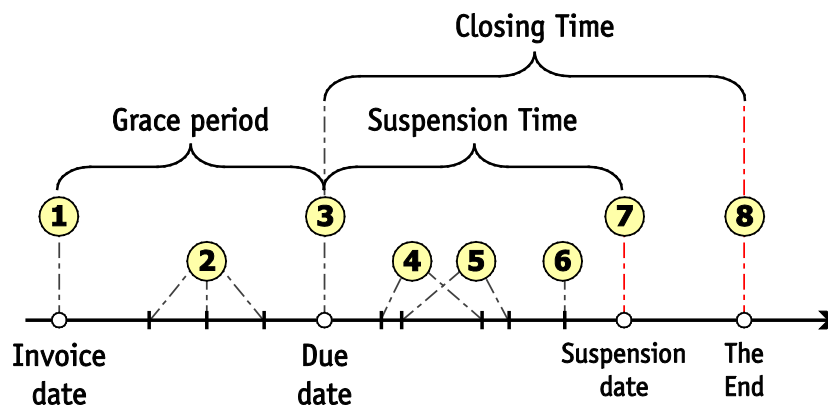 Closing Time
Grace period
Suspension Time
1
3
7
8
2
4
5
6
Invoice
date
Due
date
Suspension
date
The
End